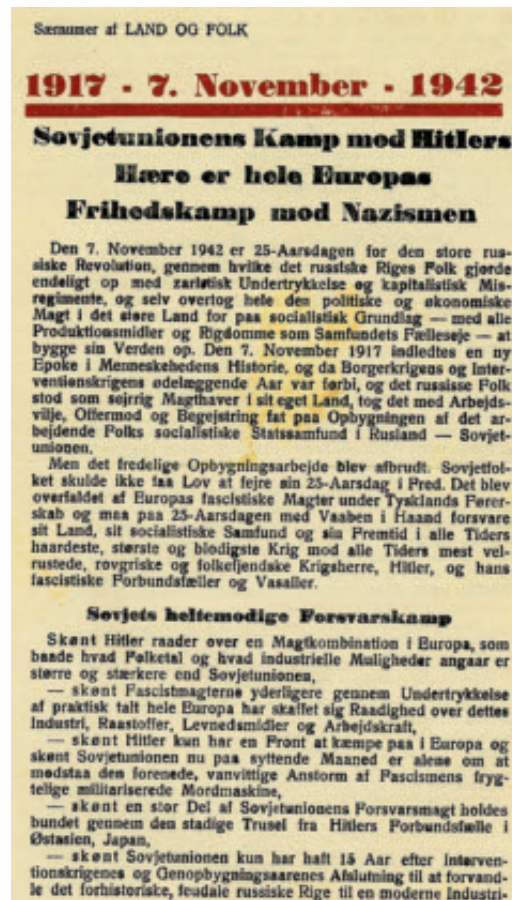 Særnumer af LAND OG FOLK
1917 - 7. November - 1942
Sovjetunionens Kamp mod Hitlers
Hære er hele Europas
Frihedskamp mod Nazismen
Den 7. November 1942 er 25-Aarsdagen for den store rus-
siske Revolution, gennem hvilke det russiske Riges Folk gjorde
endeligt op med zaristisk Undertrykkelse og kapitalistisk Mis-
regimente, og selv overtog hele den politiske og økonomiske
Magt i det store Land for paa socialistisk Grundlag — med alle
Produktionsmidler og Rigdomme som Samfundets Fælleseje — at
bygge sin Verden op. Den 7. November 1917 indledtes en ny
Epoke i Menneskehedens Historie, og da Borgerkrigens og Inter-
ventionskrigens ødelæggende Aar var forbi, og det russisse Folk
stod som sejrrig Magthaver i sit eget Land, tog det med Arbejds-
vilje, Offermod og Begejstring fat paa Opbygningen af det ar-
bejdende Folks socialistiske Statssamfund i Rusland — Sovjet-
unionen.
Men det fredelige Opbygningsarbejde blev afbrudt. Sovjetfol-
ket skulde ikke faa Lov at fejre sin 25-Aarsdag i Fred. Det blev
overfaldet af Europas fascistiske Magter under Tysklands Fører-
skab og maa paa 25-Aarsdagen med Vaaben i Haand forsvare
sit Land, sit socialistiske Samfund og sin Fremtid i alle Tiders
haardeste, største og blodigste Krig mod alle Tiders mest vel-
rustede, rovgriske og folkefjendske Krigsherre, Hitler, og hans
fascistiske Forbundsfæller og Vasaller.
Sovjets heltemodige Forsvarskamp
Skønt Hitler raader over en Magtkombination i Europa, som
baade hvad Folketal og hvad industrielle Muligheder angaar er
større og stærkere end Sovjetunionen,
— skønt Fascistmagterne yderligere gennem Undertrykkelse
af praktisk talt hele Europa har skaffet sig Raadighed over dettes
Industri, Raastoffer, Levnedsmidler og Arbejdskraft,
— skønt Hitler kun har en Front at kæmpe paa i Europa og
skønt Sovjetunionen nu paa syttende Maaned er alene om at
modstaa den forenede, vanvittige Anstorm af Fascismens fryg-
telige militariserede Mordmaskine,
— skønt en stor Del af Sovjetunionens Forsvarsmagt holdes
bundet gennem den stadige Trusel fra Hitlers Forbundsfælle i
Østasien, Japan,
— skønt Sovjetunionen kun har haft 15 Aar efter Interven-
tionskrigenes og Genopbygningsaarenes Afslutning til at forvand-
le det forhistoriske, feudale russiske Rige til en moderne Industri-